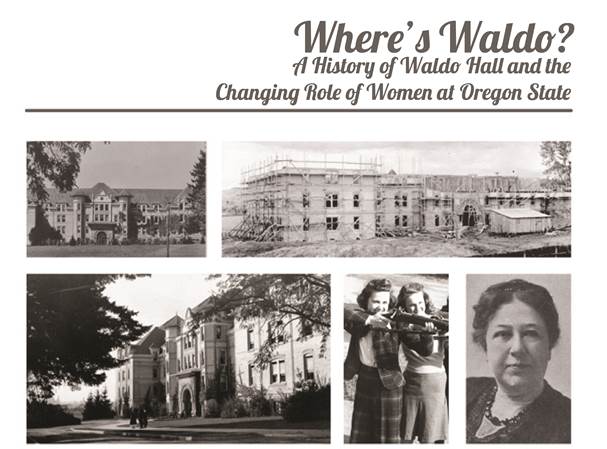 Where's Waldo?
A History of Waldo Hall and the
Changing Role of Women at Oregon State